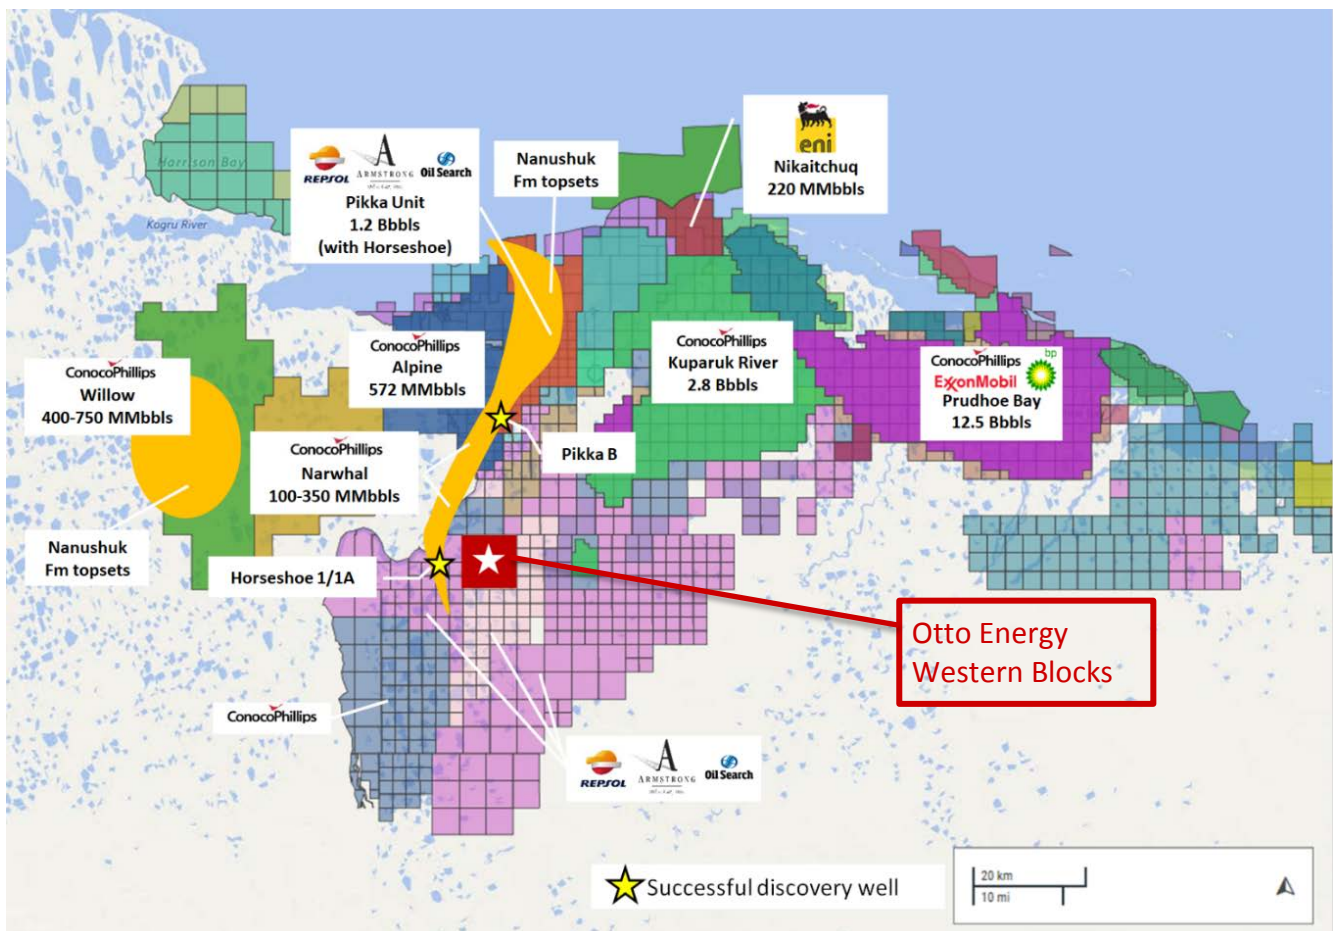 Harrison Bay
Kogru River
REPSOL
ARMSTRONG
Oil Search
Pikka Unit
1.2 Bbbls
(with Horseshoe)
Nanushuk
Fm topsets
eni
Nikaitchuq
220 MMbbls
ConocoPhillips
Willow
400-750 MMbbls
ConocoPhillips
Alpine
572 MMbbls
ConocoPhillips
Kuparuk River
2.8 Bbbls
ConocoPhillips
bp
ExxonMobil
Prudhoe Bay
12.5 Bbbls
ConocoPhillips
Narwhal
100-350 MMbbls
Pikka B
Nanushuk
Fm topsets
Horseshoe 1/1A
Otto Energy
Western Blocks
ConocoPhillips
REPSOL
ARMSTRONG
Oil Search
Successful discovery well
20 km
10 mi